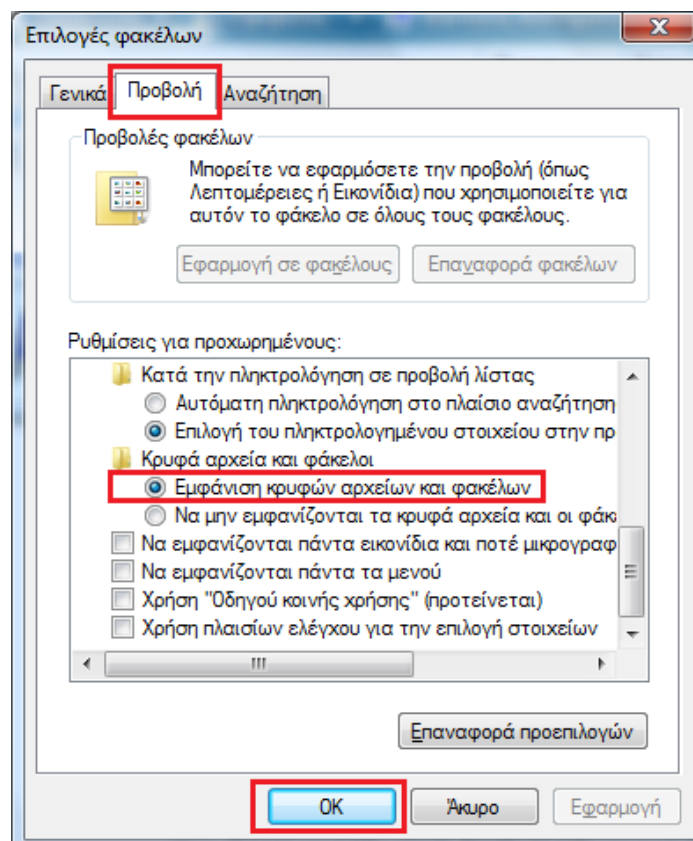 Επιλογές φακέλων
Γενικά Προβολή Αναζήτηση
Προβολές φακέλων
Μπορείτε να εφαρμόσετε την προβολή (όπως
Λεπτομέρειες ή Εικονίδια) που χρησιμοποιείτε για
αυτόν το φάκελο σε όλους τους φακέλους.
Εφαρμογή σε φακέλους Επαναφορά φακέλων
Ρυθμίσεις για προχωρημένους:
Κατά την πληκτρολόγηση σε προβολή λίστας
Αυτόματη πληκτρολόγηση στο πλαίσιο αναζήτηση
Επιλογή του πληκτρολογημένου στοιχείου στην πρ
Κρυφά αρχεία και φάκελοι
Εμφάνιση κρυφών αρχείων και φακέλων
Να μην εμφανίζονται τα κρυφά αρχεία και οι φάκ
Να εμφανίζονται πάντα εικονίδια και ποτέ μικρογραφ
Να εμφανίζονται πάντα τα μενού
Χρήση "Οδηγού κοινής χρήσης" (προτείνεται)
Χρήση πλαισίων ελέγχου για την επιλογή στοιχείων
Επαναφορά προεπιλογών
OK Άκυρο Εφαρμογή